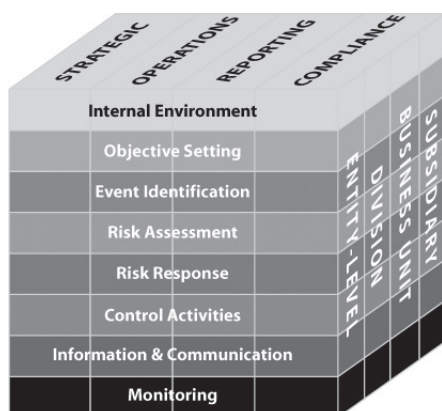 STRATEGIC
OPERATIONS
REPORTING
COMPLIANCE
Internal Environment
Objective Setting
Event Identification
Risk Assessment
Risk Response
Control Activities
Information & Communication
Monitoring
ENTITY-LEVEL
DIVISION
BUSINESS UNIT
SUBSIDIARY